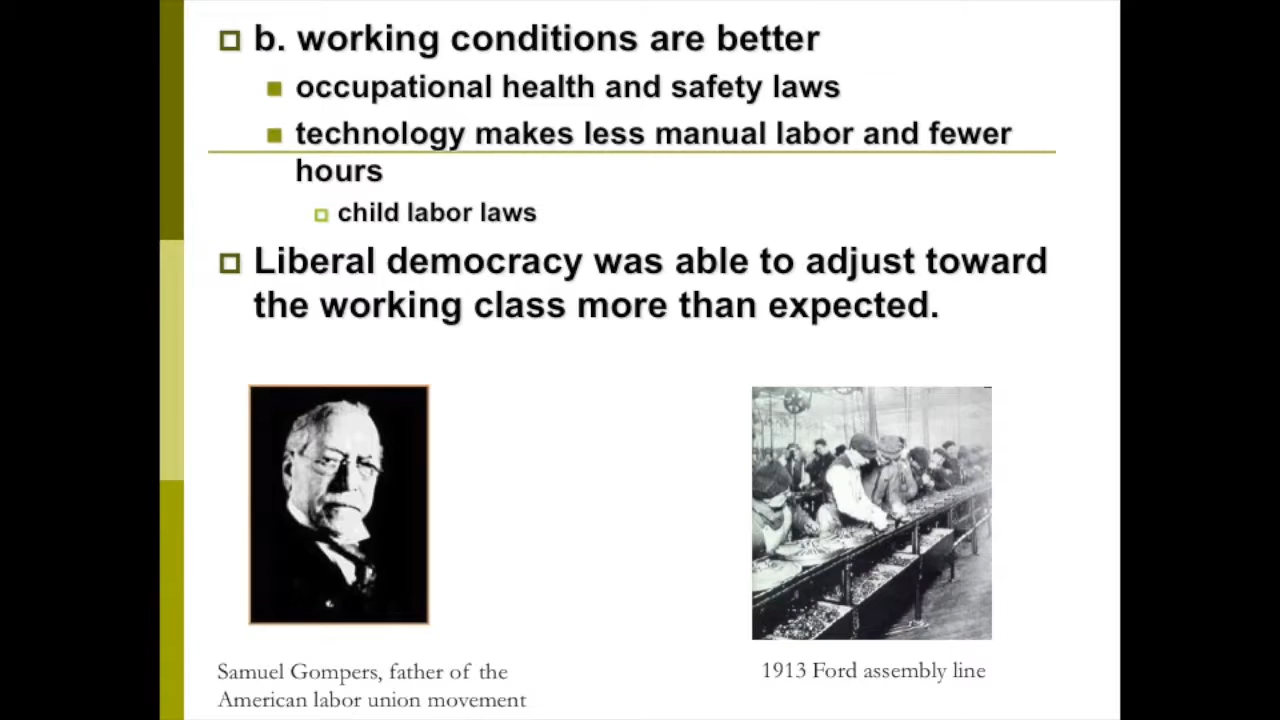 b. working conditions are better
occupational health and safety laws
technology makes less manual labor and fewer
hours
child labor laws
Liberal democracy was able to adjust toward
the working class more than expected.
Samuel Gompers, father of the
American labor union movement
1913 Ford assembly line